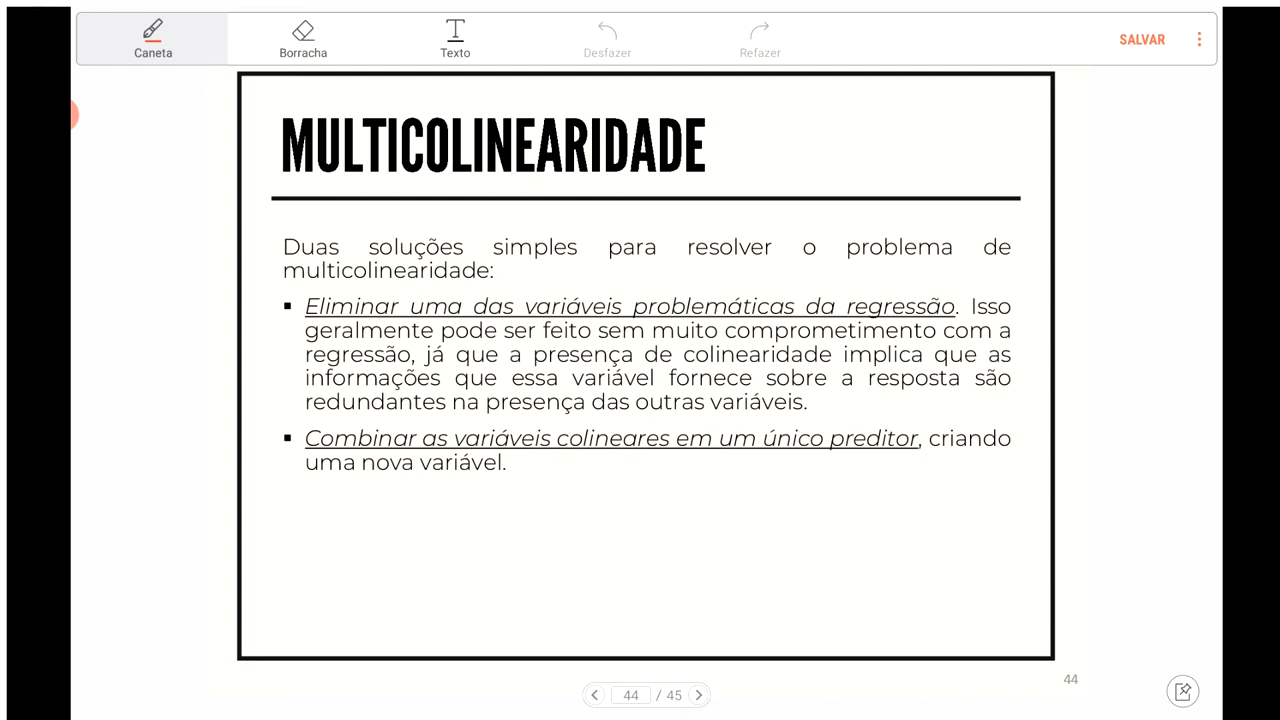 Caneta Borracha Texto Desfazer Refazer SALVAR
MULTICOLINEARIDADE
Duas soluções simples para resolver o problema de
multicolinearidade:
▪ Eliminar uma das variáveis problemáticas da regressão. Isso
geralmente pode ser feito sem muito comprometimento com a
regressão, já que a presença de colinearidade implica que as
informações que essa variável fornece sobre a resposta são
redundantes na presença das outras variáveis.
▪ Combinar as variáveis colineares em um único preditor, criando
uma nova variável.
44
44 / 45